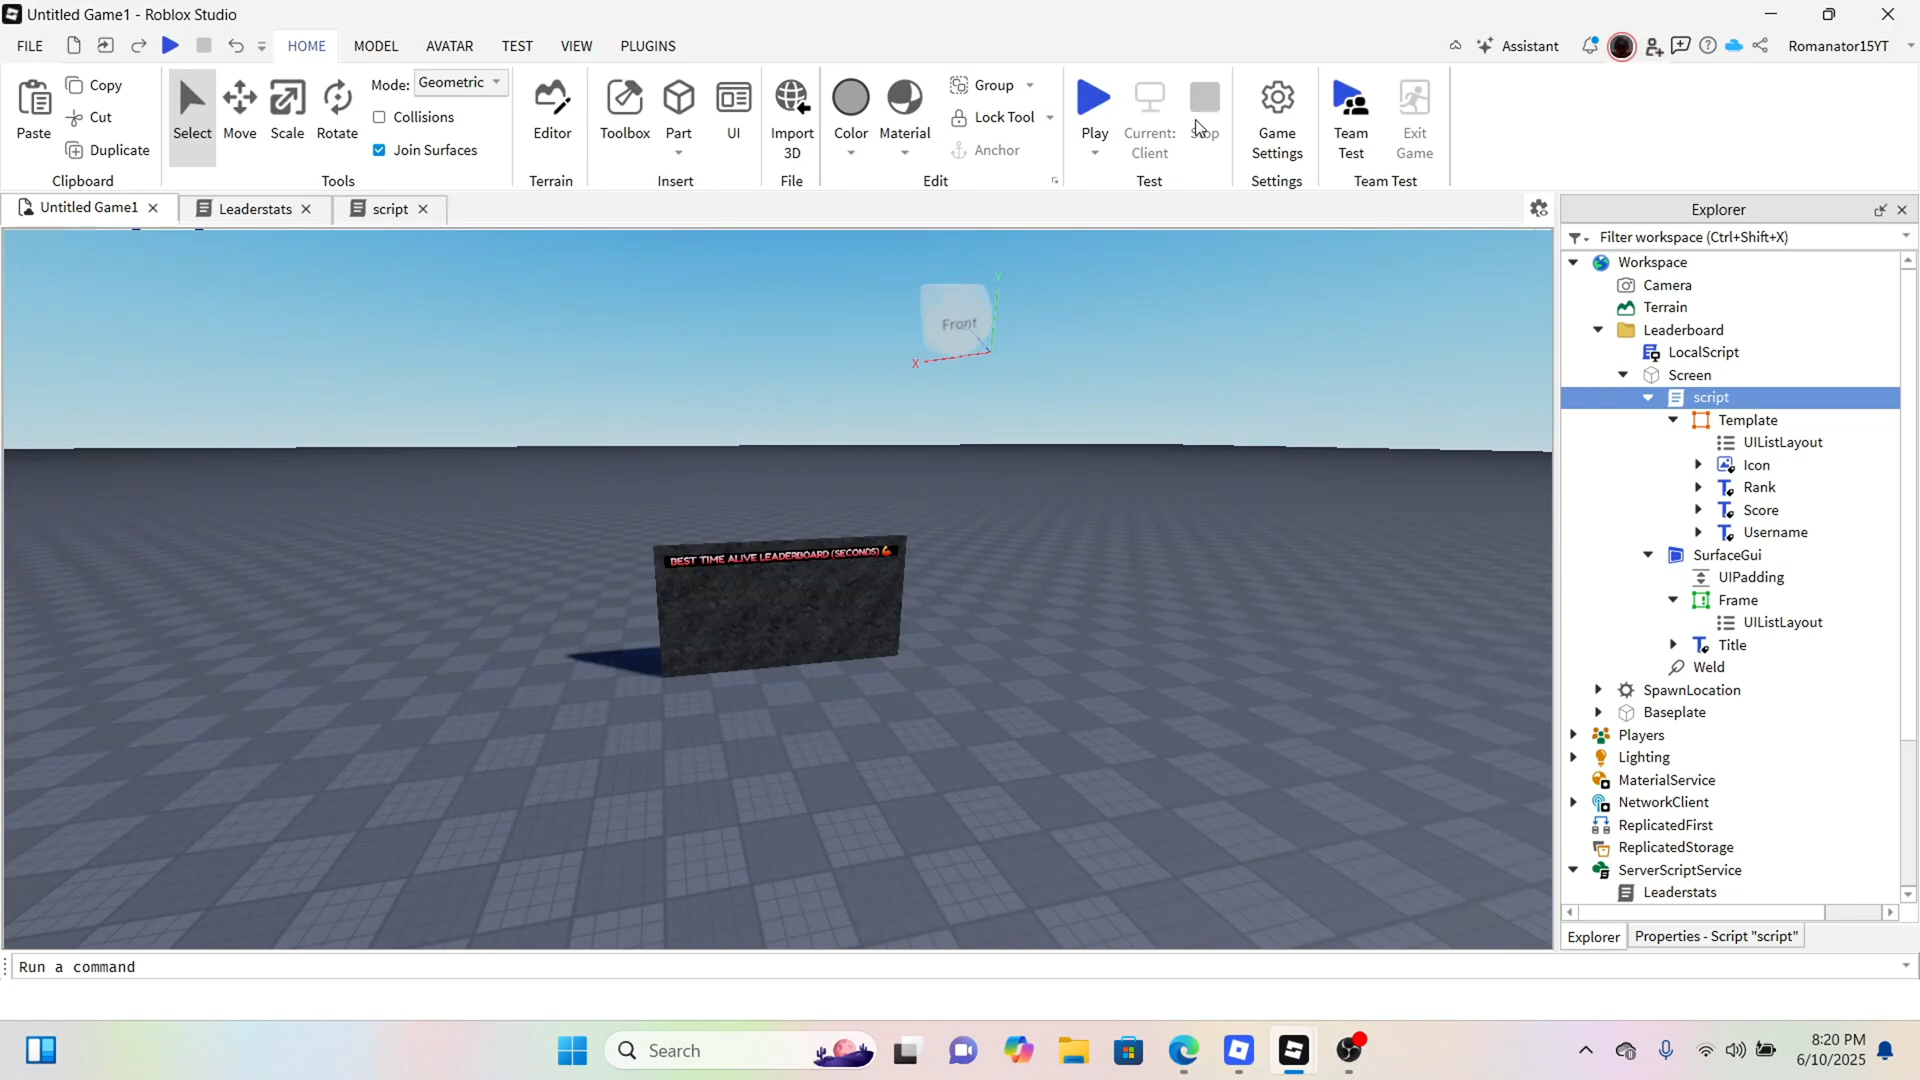 Untitled Game1 - Roblox Studio
FILE HOME MODEL AVATAR TEST VIEW PLUGINS Assistant Romanator15YT
Paste
Copy
Cut
Duplicate
Clipboard
Select
Move
Scale
Rotate
Mode: Geometric
Collisions
Join Surfaces
Tools
Editor
Terrain
Toolbox
Part
UI
Insert
Import
3D
File
Color
Material
Group
Lock Tool
Anchor
Edit
Play
Current:
Client
Stop
Test
Game
Settings
Settings
Team
Test
Exit
Game
Team Test
Untitled Game1
Leaderstats
script
Front
X
Y
BEST TIME ALIVE LEADERBOARD (SECONDS) 💪
Explorer
Filter workspace (Ctrl+Shift+X)
Workspace
Camera
Terrain
Leaderboard
LocalScript
Screen
script
Template
UIListLayout
Icon
Rank
Score
Username
SurfaceGui
UIPadding
Frame
UIListLayout
Title
Weld
SpawnLocation
Baseplate
Players
Lighting
MaterialService
NetworkClient
ReplicatedFirst
ReplicatedStorage
ServerScriptService
Leaderstats
Explorer
Properties - Script "script"
Run a command
Search
8:20 PM
6/10/2025